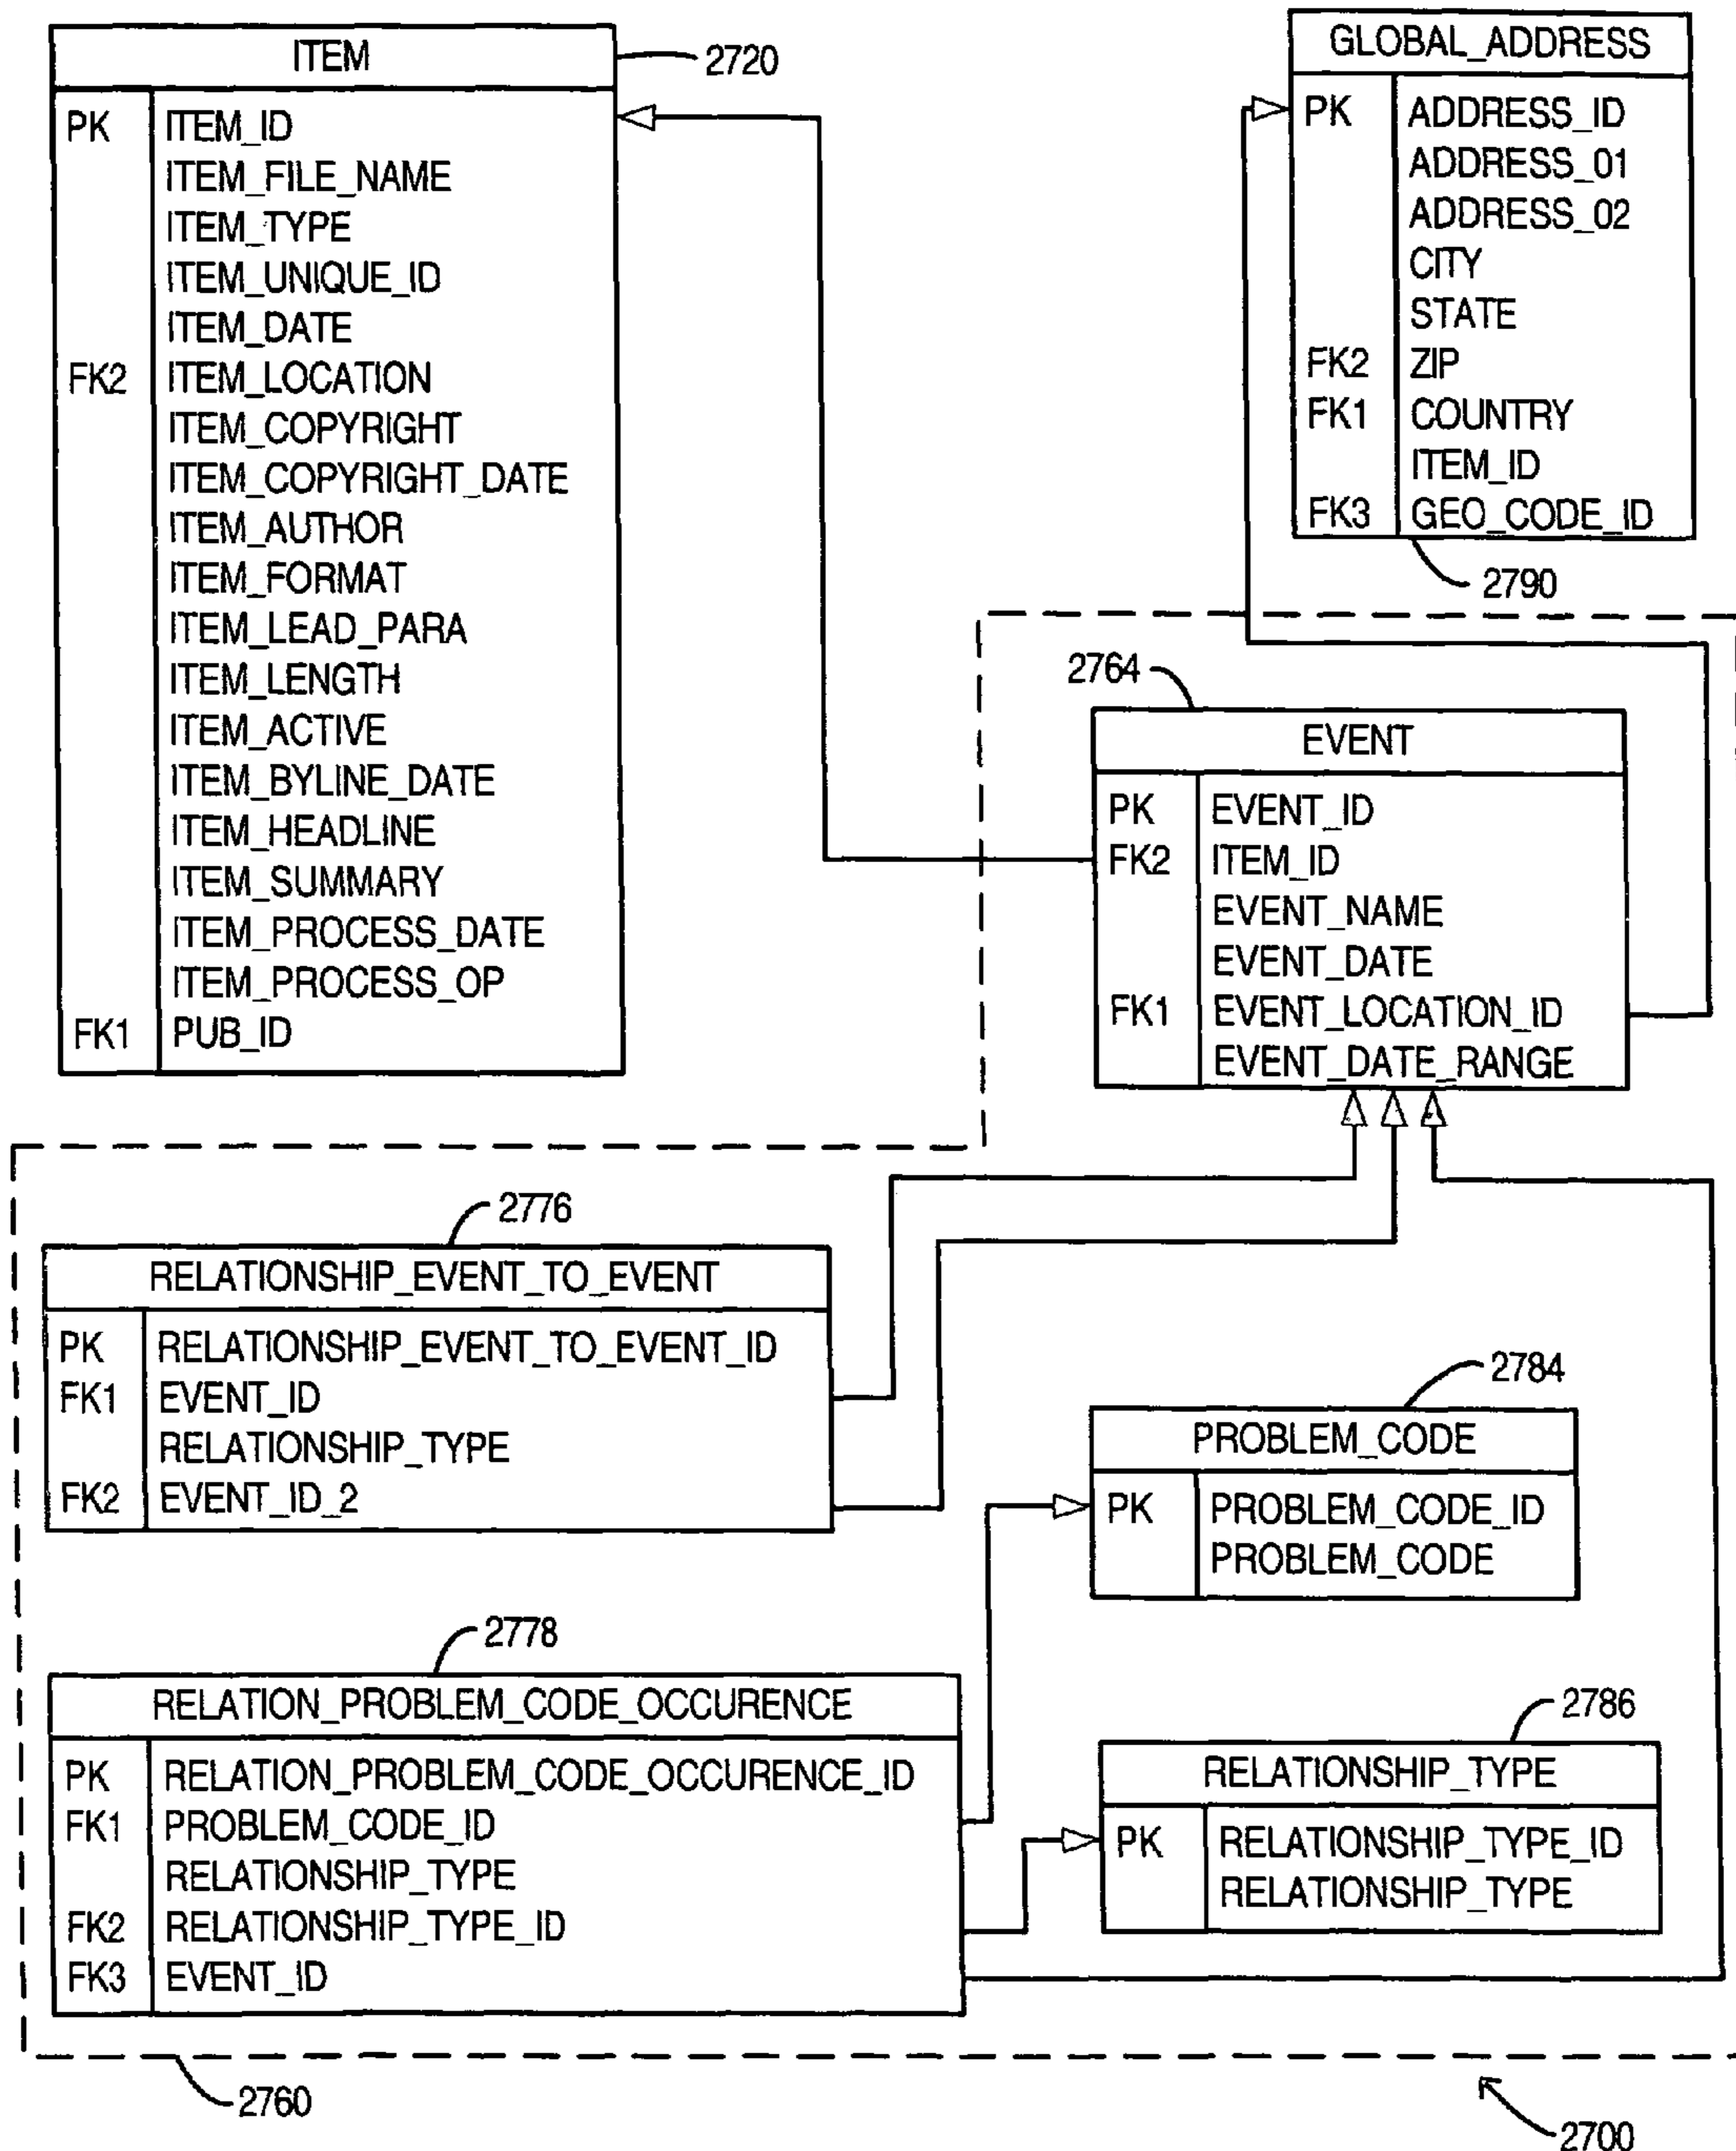 ITEM
2720
PK ITEM_ID
ITEM_FILE_NAME
ITEM_TYPE
ITEM_UNIQUE_ID
ITEM_DATE
FK2 ITEM_LOCATION
ITEM_COPYRIGHT
ITEM_COPYRIGHT_DATE
ITEM_AUTHOR
ITEM_FORMAT
ITEM_LEAD_PARA
ITEM_LENGTH
ITEM_ACTIVE
ITEM_BYLINE_DATE
ITEM_HEADLINE
ITEM_SUMMARY
ITEM_PROCESS_DATE
ITEM_PROCESS_OP
FK1 PUB_ID
GLOBAL_ADDRESS
PK ADDRESS_ID
ADDRESS_01
ADDRESS_02
CITY
STATE
FK2 ZIP
FK1 COUNTRY
ITEM_ID
FK3 GEO_CODE_ID
2790
2764
EVENT
PK EVENT_ID
FK2 ITEM_ID
EVENT_NAME
EVENT_DATE
FK1 EVENT_LOCATION_ID
EVENT_DATE_RANGE
2776
RELATIONSHIP_EVENT_TO_EVENT
PK RELATIONSHIP_EVENT_TO_EVENT_ID
FK1 EVENT_ID
RELATIONSHIP_TYPE
FK2 EVENT_ID_2
2784
PROBLEM_CODE
PK PROBLEM_CODE_ID
PROBLEM_CODE
2778
RELATION_PROBLEM_CODE_OCCURENCE
PK RELATION_PROBLEM_CODE_OCCURENCE_ID
FK1 PROBLEM_CODE_ID
RELATIONSHIP_TYPE
FK2 RELATIONSHIP_TYPE_ID
FK3 EVENT_ID
2786
RELATIONSHIP_TYPE
PK RELATIONSHIP_TYPE_ID
RELATIONSHIP_TYPE
2760
2700